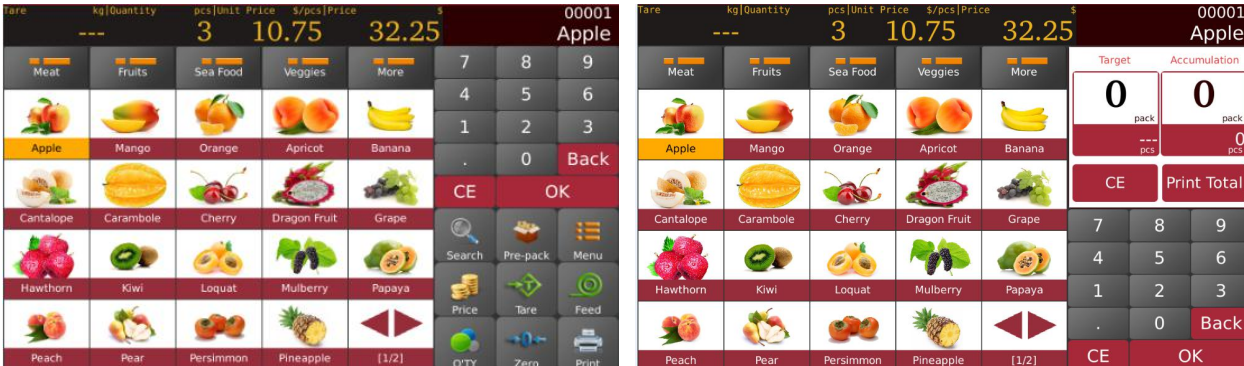 Tare kg|Quantity pcs|Unit Price $/pcs|Price $
--- 3 10.75 32.25
00001
Apple
Meat Fruits Sea Food Veggies More
Apple Mango Orange Apricot Banana
Cantalope Carambole Cherry Dragon Fruit Grape
Hawthorn Kiwi Loquat Mulberry Papaya
Peach Pear Persimmon Pineapple [1/2]
7 8 9
4 5 6
1 2 3
. 0 Back
CE OK
Search Pre-pack Menu
Price Tare Feed
Q'TY Zero Print
Tare kg|Quantity pcs|Unit Price $/pcs|Price $
--- 3 10.75 32.25
00001
Apple
Meat Fruits Sea Food Veggies More
Apple Mango Orange Apricot Banana
Cantalope Carambole Cherry Dragon Fruit Grape
Hawthorn Kiwi Loquat Mulberry Papaya
Peach Pear Persimmon Pineapple [1/2]
Target Accumulation
0 0
pack pack
--- 0
pcs pcs
CE Print Total
7 8 9
4 5 6
1 2 3
. 0 Back
CE OK